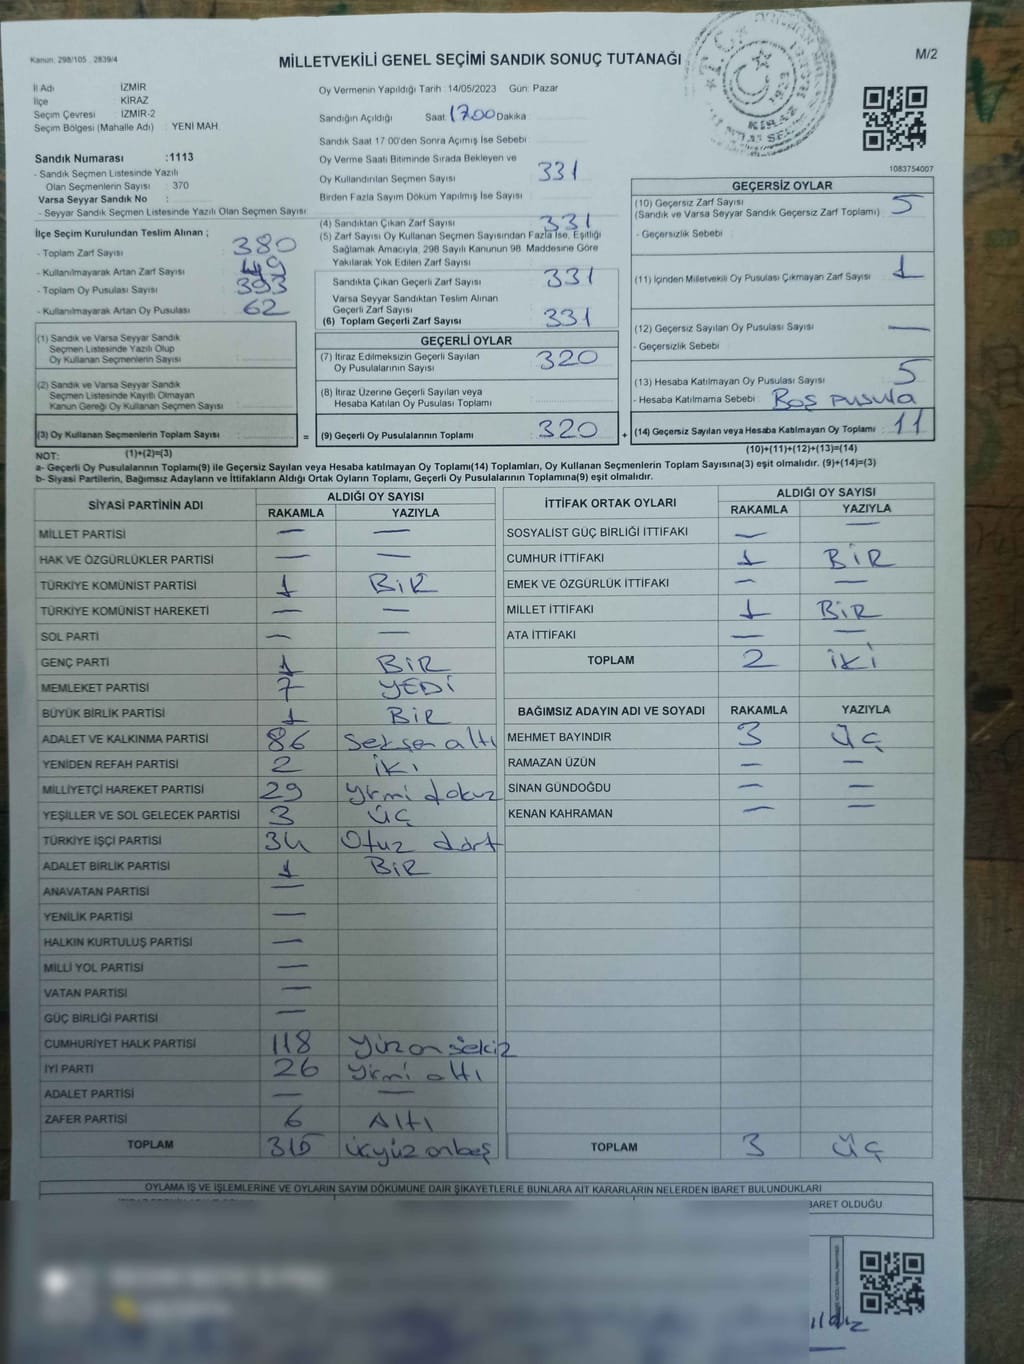 Kanun: 298/105 2839/4
MİLLETVEKİLİ GENEL SEÇİMİ SANDIK SONUÇ TUTANAĞI
M/2
İl Adı İZMİR
İlçe KİRAZ
Seçim Çevresi İZMİR-2
Seçim Bölgesi (Mahalle Adı) YENİ MAH.
Sandık Numarası :1113
- Sandık Seçmen Listesinde Yazılı
Olan Seçmenlerin Sayısı : 370
Varsa Seyyar Sandık No :
- Seyyar Sandık Seçmen Listesinde Yazılı Olan Seçmen Sayısı
İlçe Seçim Kurulundan Teslim Alınan ;
- Toplam Zarf Sayısı 380
- Kullanılmayarak Artan Zarf Sayısı 49
- Toplam Oy Pusulası Sayısı 393
- Kullanılmayarak Artan Oy Pusulası 62
Oy Vermenin Yapıldığı Tarih : 14/05/2023 Gün: Pazar
Sandığın Açıldığı Saat 17.00 Dakika
Sandık Saat 17 00'den Sonra Açımış İse Sebebi
Oy Verme Saati Bitiminde Sırada Bekleyen ve
Oy Kullandırılan Seçmen Sayısı 331
Birden Fazla Sayım Döküm Yapılmış İse Sayısı
(4) Sandıktan Çıkan Zarf Sayısı 331
(5) Zarf Sayısı Oy Kullanan Seçmen Sayısından Fazla İse, Eşitliği
Sağlamak Amacıyla, 298 Sayılı Kanunun 98. Maddesine Göre
Yakılarak Yok Edilen Zarf Sayısı
Sandıkta Çıkan Geçerli Zarf Sayısı 331
Varsa Seyyar Sandıktan Teslim Alınan
Geçerli Zarf Sayısı
(6) Toplam Geçerli Zarf Sayısı 331
1083754007
GEÇERSİZ OYLAR
(10) Geçersiz Zarf Sayısı 5
(Sandık ve Varsa Seyyar Sandık Geçersiz Zarf Toplamı)
- Geçersizlik Sebebi
(11) İçinden Milletvekili Oy Pusulası Çıkmayan Zarf Sayısı 1
(12) Geçersiz Sayılan Oy Pusulası Sayısı —
- Geçersizlik Sebebi
(13) Hesaba Katılmayan Oy Pusulası Sayısı 5
- Hesaba Katılmama Sebebi Boş pusula
(14) Geçersiz Sayılan veya Hesaba Katılmayan Oy Toplamı 11
(10)+(11)+(12)+(13)=(14)
(1) Sandık ve Varsa Seyyar Sandık
Seçmen Listesinde Yazılı Olup
Oy Kullanan Seçmenlerin Sayısı
(2) Sandık ve Varsa Seyyar Sandık
Seçmen Listesinde Kayıtlı Olmayan
Kanun Gereği Oy Kullanan Seçmen Sayısı
(3) Oy Kullanan Seçmenlerin Toplam Sayısı =
(1)+(2)=(3)
GEÇERLİ OYLAR
(7) İtiraz Edilmeksizin Geçerli Sayılan
Oy Pusulalarının Sayısı 320
(8) İtiraz Üzerine Geçerli Sayılan veya
Hesaba Katılan Oy Pusulası Toplamı
(9) Geçerli Oy Pusulalarının Toplamı 320 +
NOT:
a- Geçerli Oy Pusulalarının Toplamı(9) ile Geçersiz Sayılan veya Hesaba katılmayan Oy Toplamı(14) Toplamları, Oy Kullanan Seçmenlerin Toplam Sayısına(3) eşit olmalıdır. (9)+(14)=(3)
b- Siyasi Partilerin, Bağımsız Adayların ve İttifakların Aldığı Ortak Oyların Toplamı, Geçerli Oy Pusulalarının Toplamına(9) eşit olmalıdır.
SİYASİ PARTİNİN ADI ALDIĞI OY SAYISI
RAKAMLA YAZIYLA
MİLLET PARTİSİ — —
HAK VE ÖZGÜRLÜKLER PARTİSİ — —
TÜRKİYE KOMÜNİST PARTİSİ 1 BİR
TÜRKİYE KOMÜNİST HAREKETİ — —
SOL PARTİ — —
GENÇ PARTİ 1 BİR
MEMLEKET PARTİSİ 7 YEDİ
BÜYÜK BİRLİK PARTİSİ 1 BİR
ADALET VE KALKINMA PARTİSİ 86 Seksen altı
YENİDEN REFAH PARTİSİ 2 İKİ
MİLLİYETÇİ HAREKET PARTİSİ 29 yirmi dokuz
YEŞİLLER VE SOL GELECEK PARTİSİ 3 ÜÇ
TÜRKİYE İŞÇİ PARTİSİ 34 Otuz dört
ADALET BİRLİK PARTİSİ 1 BİR
ANAVATAN PARTİSİ —
YENİLİK PARTİSİ —
HALKIN KURTULUŞ PARTİSİ —
MİLLİ YOL PARTİSİ —
VATAN PARTİSİ —
GÜÇ BİRLİĞİ PARTİSİ —
CUMHURİYET HALK PARTİSİ 118 Yüz on sekiz
İYİ PARTİ 26 yirmi altı
ADALET PARTİSİ — —
ZAFER PARTİSİ 6 Altı
TOPLAM 315 üçyüz onbeş
İTTİFAK ORTAK OYLARI ALDIĞI OY SAYISI
RAKAMLA YAZIYLA
SOSYALİST GÜÇ BİRLİĞİ İTTİFAKI — —
CUMHUR İTTİFAKI 1 BİR
EMEK VE ÖZGÜRLÜK İTTİFAKI — —
MİLLET İTTİFAKI 1 BİR
ATA İTTİFAKI — —
TOPLAM 2 İKİ
BAĞIMSIZ ADAYIN ADI VE SOYADI RAKAMLA YAZIYLA
MEHMET BAYINDIR 3 ÜÇ
RAMAZAN ÜZÜN — —
SİNAN GÜNDOĞDU — —
KENAN KAHRAMAN — —
TOPLAM 3 ÜÇ
OYLAMA İŞ VE İŞLEMLERİNE VE OYLARIN SAYIM DÖKÜMÜNE DAİR ŞİKAYETLERLE BUNLARA AİT KARARLARIN NELERDEN İBARET BULUNDUKLARI
BARET OLDUĞU